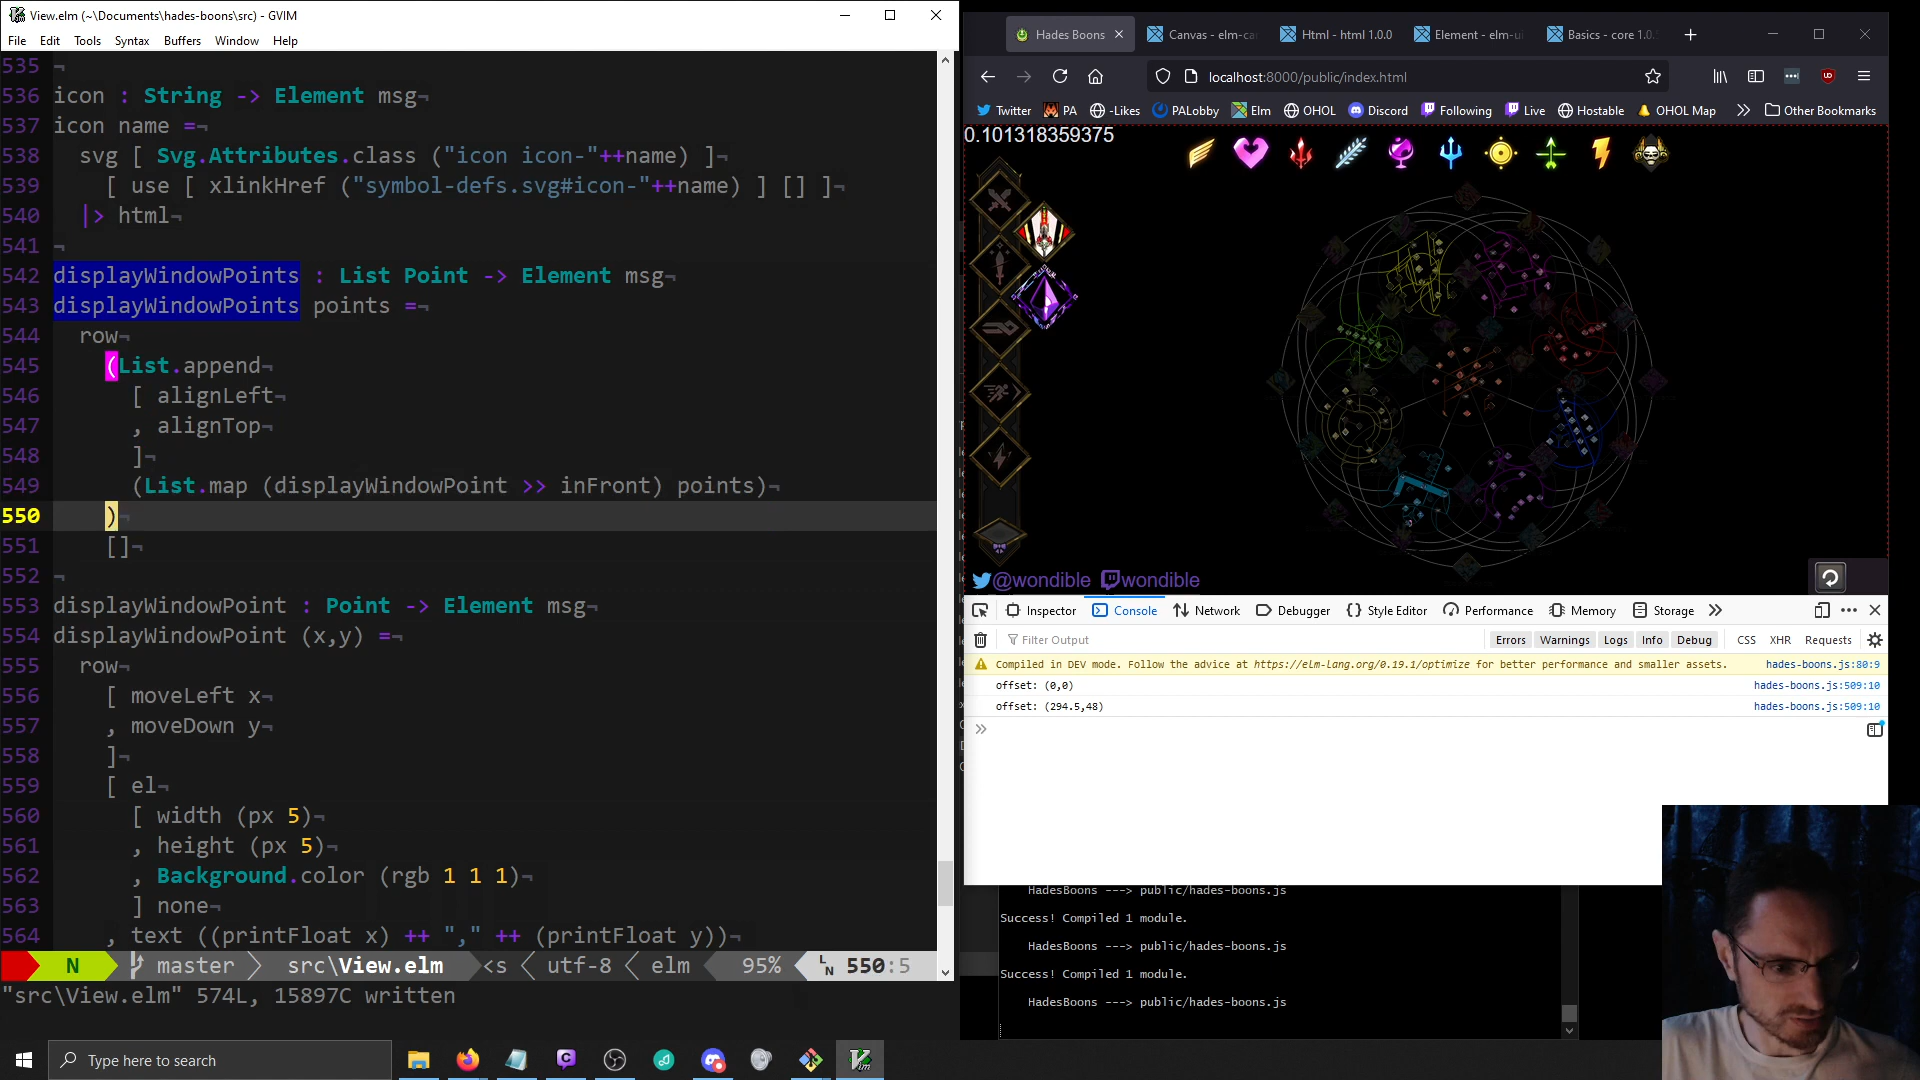 View.elm (~\Documents\hades-boons\src) - GVIM
File Edit Tools Syntax Buffers Window Help
535 ¬
536 icon : String -> Element msg¬
537 icon name =¬
538   svg [ Svg.Attributes.class ("icon icon-"++name) ]¬
539     [ use [ xlinkHref ("symbol-defs.svg#icon-"++name) ] [] ]¬
540   |> html¬
541 ¬
542 displayWindowPoints : List Point -> Element msg¬
543 displayWindowPoints points =¬
544   row¬
545     (List.append¬
546       [ alignLeft¬
547       , alignTop¬
548       ]¬
549       (List.map (displayWindowPoint >> inFront) points)¬
550     )¬
551     []¬
552 ¬
553 displayWindowPoint : Point -> Element msg¬
554 displayWindowPoint (x,y) =¬
555   row¬
556     [ moveLeft x¬
557     , moveDown y¬
558     ]¬
559     [ el¬
560       [ width (px 5)¬
561       , height (px 5)¬
562       , Background.color (rgb 1 1 1)¬
563       ] none¬
564     , text ((printFloat x) ++ "," ++ (printFloat y))¬
N master src\View.elm <s utf-8 elm 95% LN 550:5
"src\View.elm" 574L, 15897C written
Type here to search
Hades Boons
Canvas - elm-ca
Html - html 1.0.0
Element - elm-u
Basics - core 1.0.
localhost:8000/public/index.html
Twitter PA -Likes PALobby Elm OHOL Discord Following Live Hostable OHOL Map Other Bookmarks
0.101318359375
@wondible wondible
Inspector Console Network Debugger Style Editor Performance Memory Storage
Filter Output
Errors Warnings Logs Info Debug CSS XHR Requests
Compiled in DEV mode. Follow the advice at https://elm-lang.org/0.19.1/optimize for better performance and smaller assets. hades-boons.js:80:9
offset: (0,0) hades-boons.js:509:10
offset: (294.5,48) hades-boons.js:509:10
HadesBoons ---> public/hades-boons.js
Success! Compiled 1 module.
HadesBoons ---> public/hades-boons.js
Success! Compiled 1 module.
HadesBoons ---> public/hades-boons.js